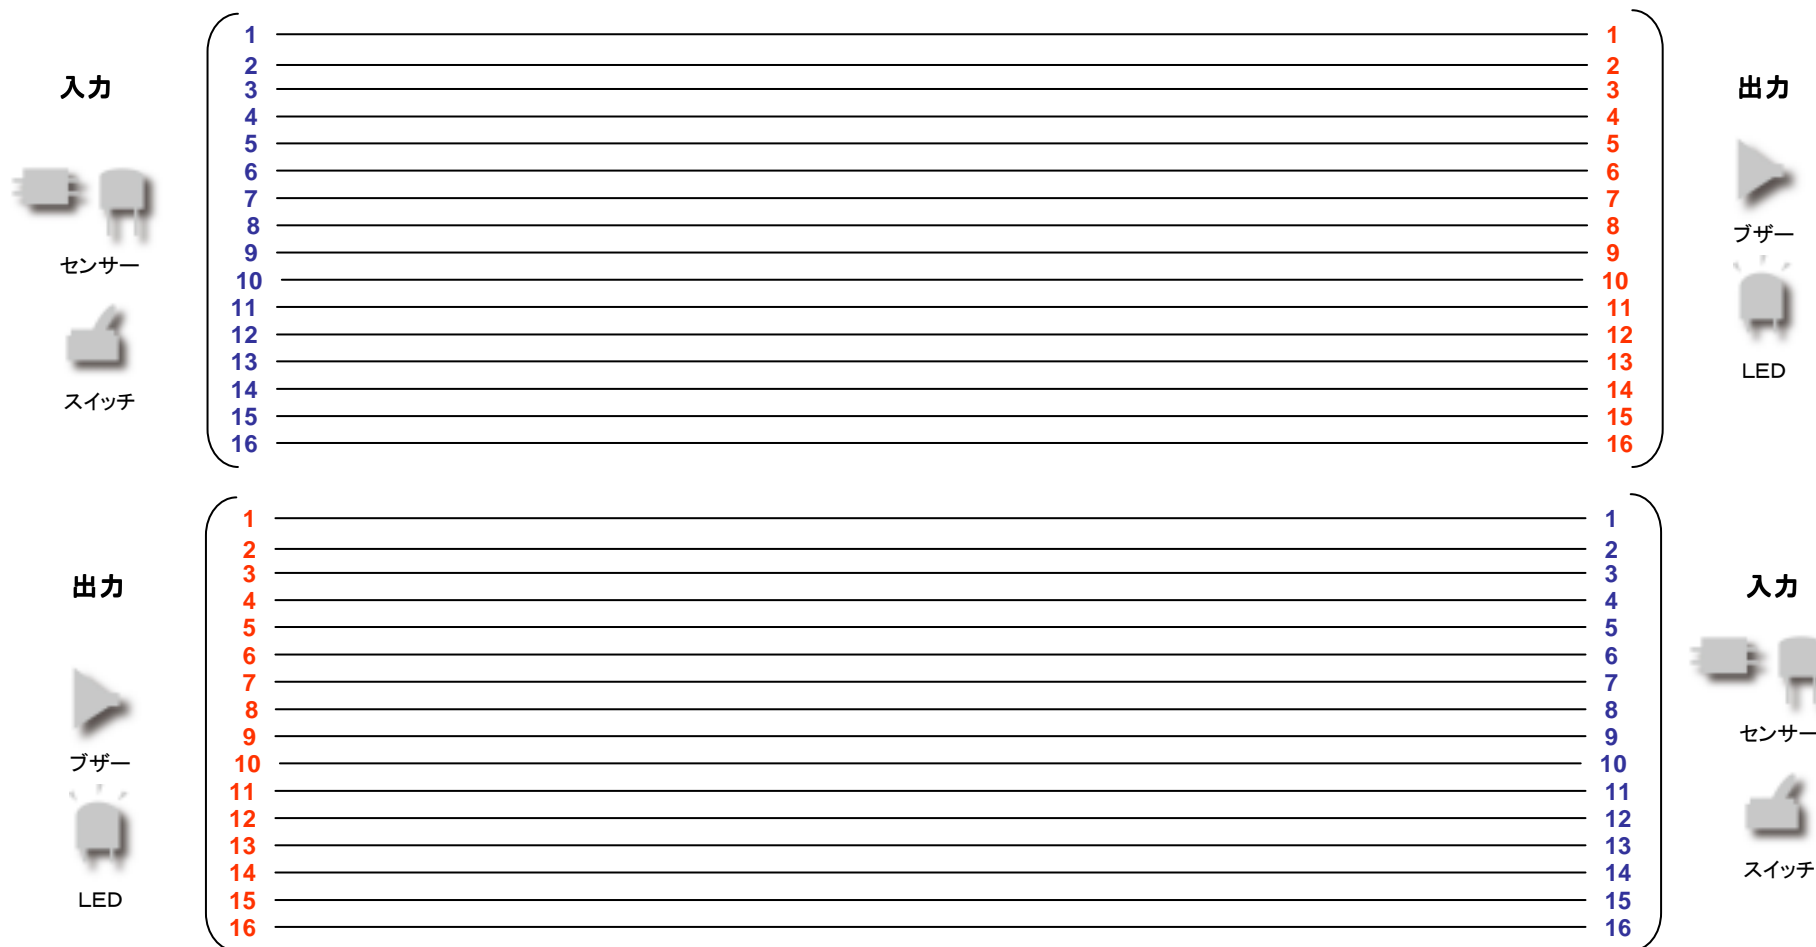 1 1
2 2
入力 3 3 出力
4 4
5 5
6 6
7 7
8 8 ブザー
センサー 9 9
10 10
11 11
12 12
13 13 LED
スイッチ 14 14
15 15
16 16
1 1
2 2
出力 3 3 入力
4 4
5 5
6 6
7 7
8 8
9 9 センサー
ブザー 10 10
11 11
12 12
13 13
14 14 スイッチ
LED 15 15
16 16